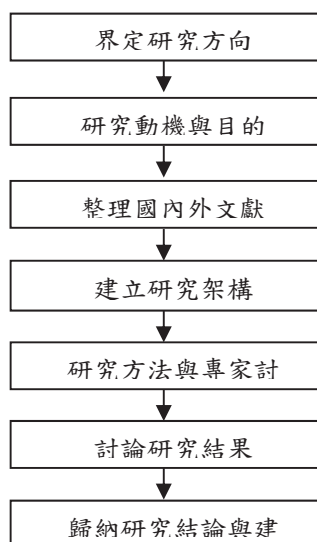 界定研究方向
研究動機與目的
整理國內外文獻
建立研究架構
研究方法與專家討
討論研究結果
歸納研究結論與建